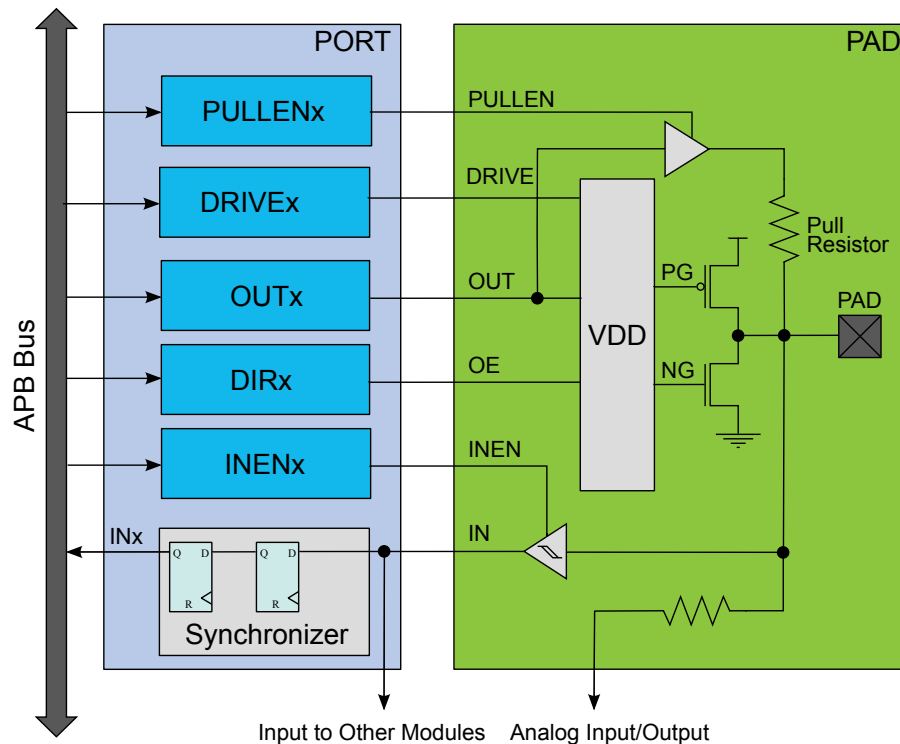 PORT
PAD
PULLENx
PULLEN
DRIVEx
DRIVE
Pull
Resistor
OUTx
OUT
PG
PAD
VDD
DIRx
OE
NG
APB Bus
INENx
INEN
INx
IN
Q D
Q D
R
R
Synchronizer
Input to Other Modules
Analog Input/Output